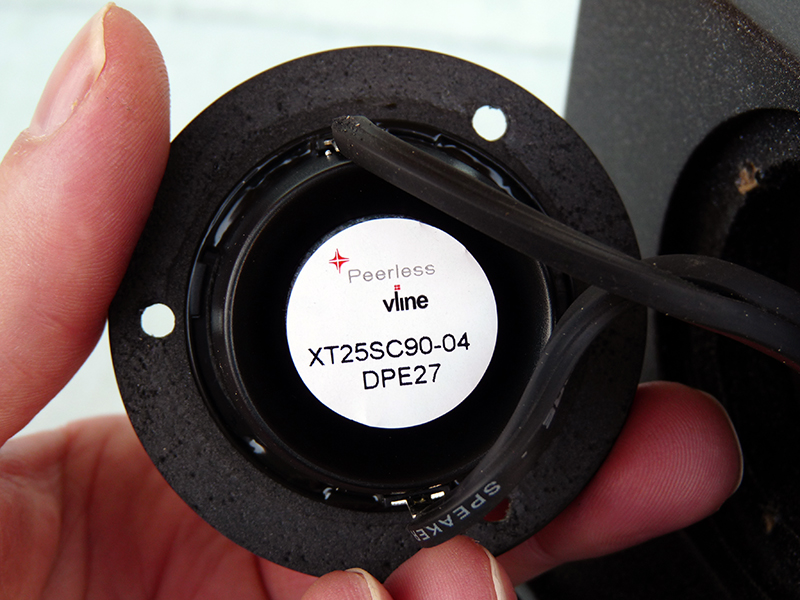 Peerless
vline
XT25SC90-04
DPE27
SPEAKER